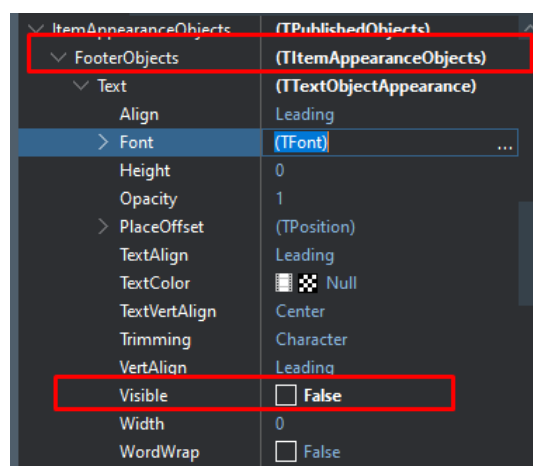 ItemAppearanceObjects (TPublishedObjects)
FooterObjects (TItemAppearanceObjects)
Text (TTextObjectAppearance)
Align Leading
Font (TFont) ...
Height 0
Opacity 1
PlaceOffset (TPosition)
TextAlign Leading
TextColor Null
TextVertAlign Center
Trimming Character
VertAlign Leading
Visible False
Width 0
WordWrap False